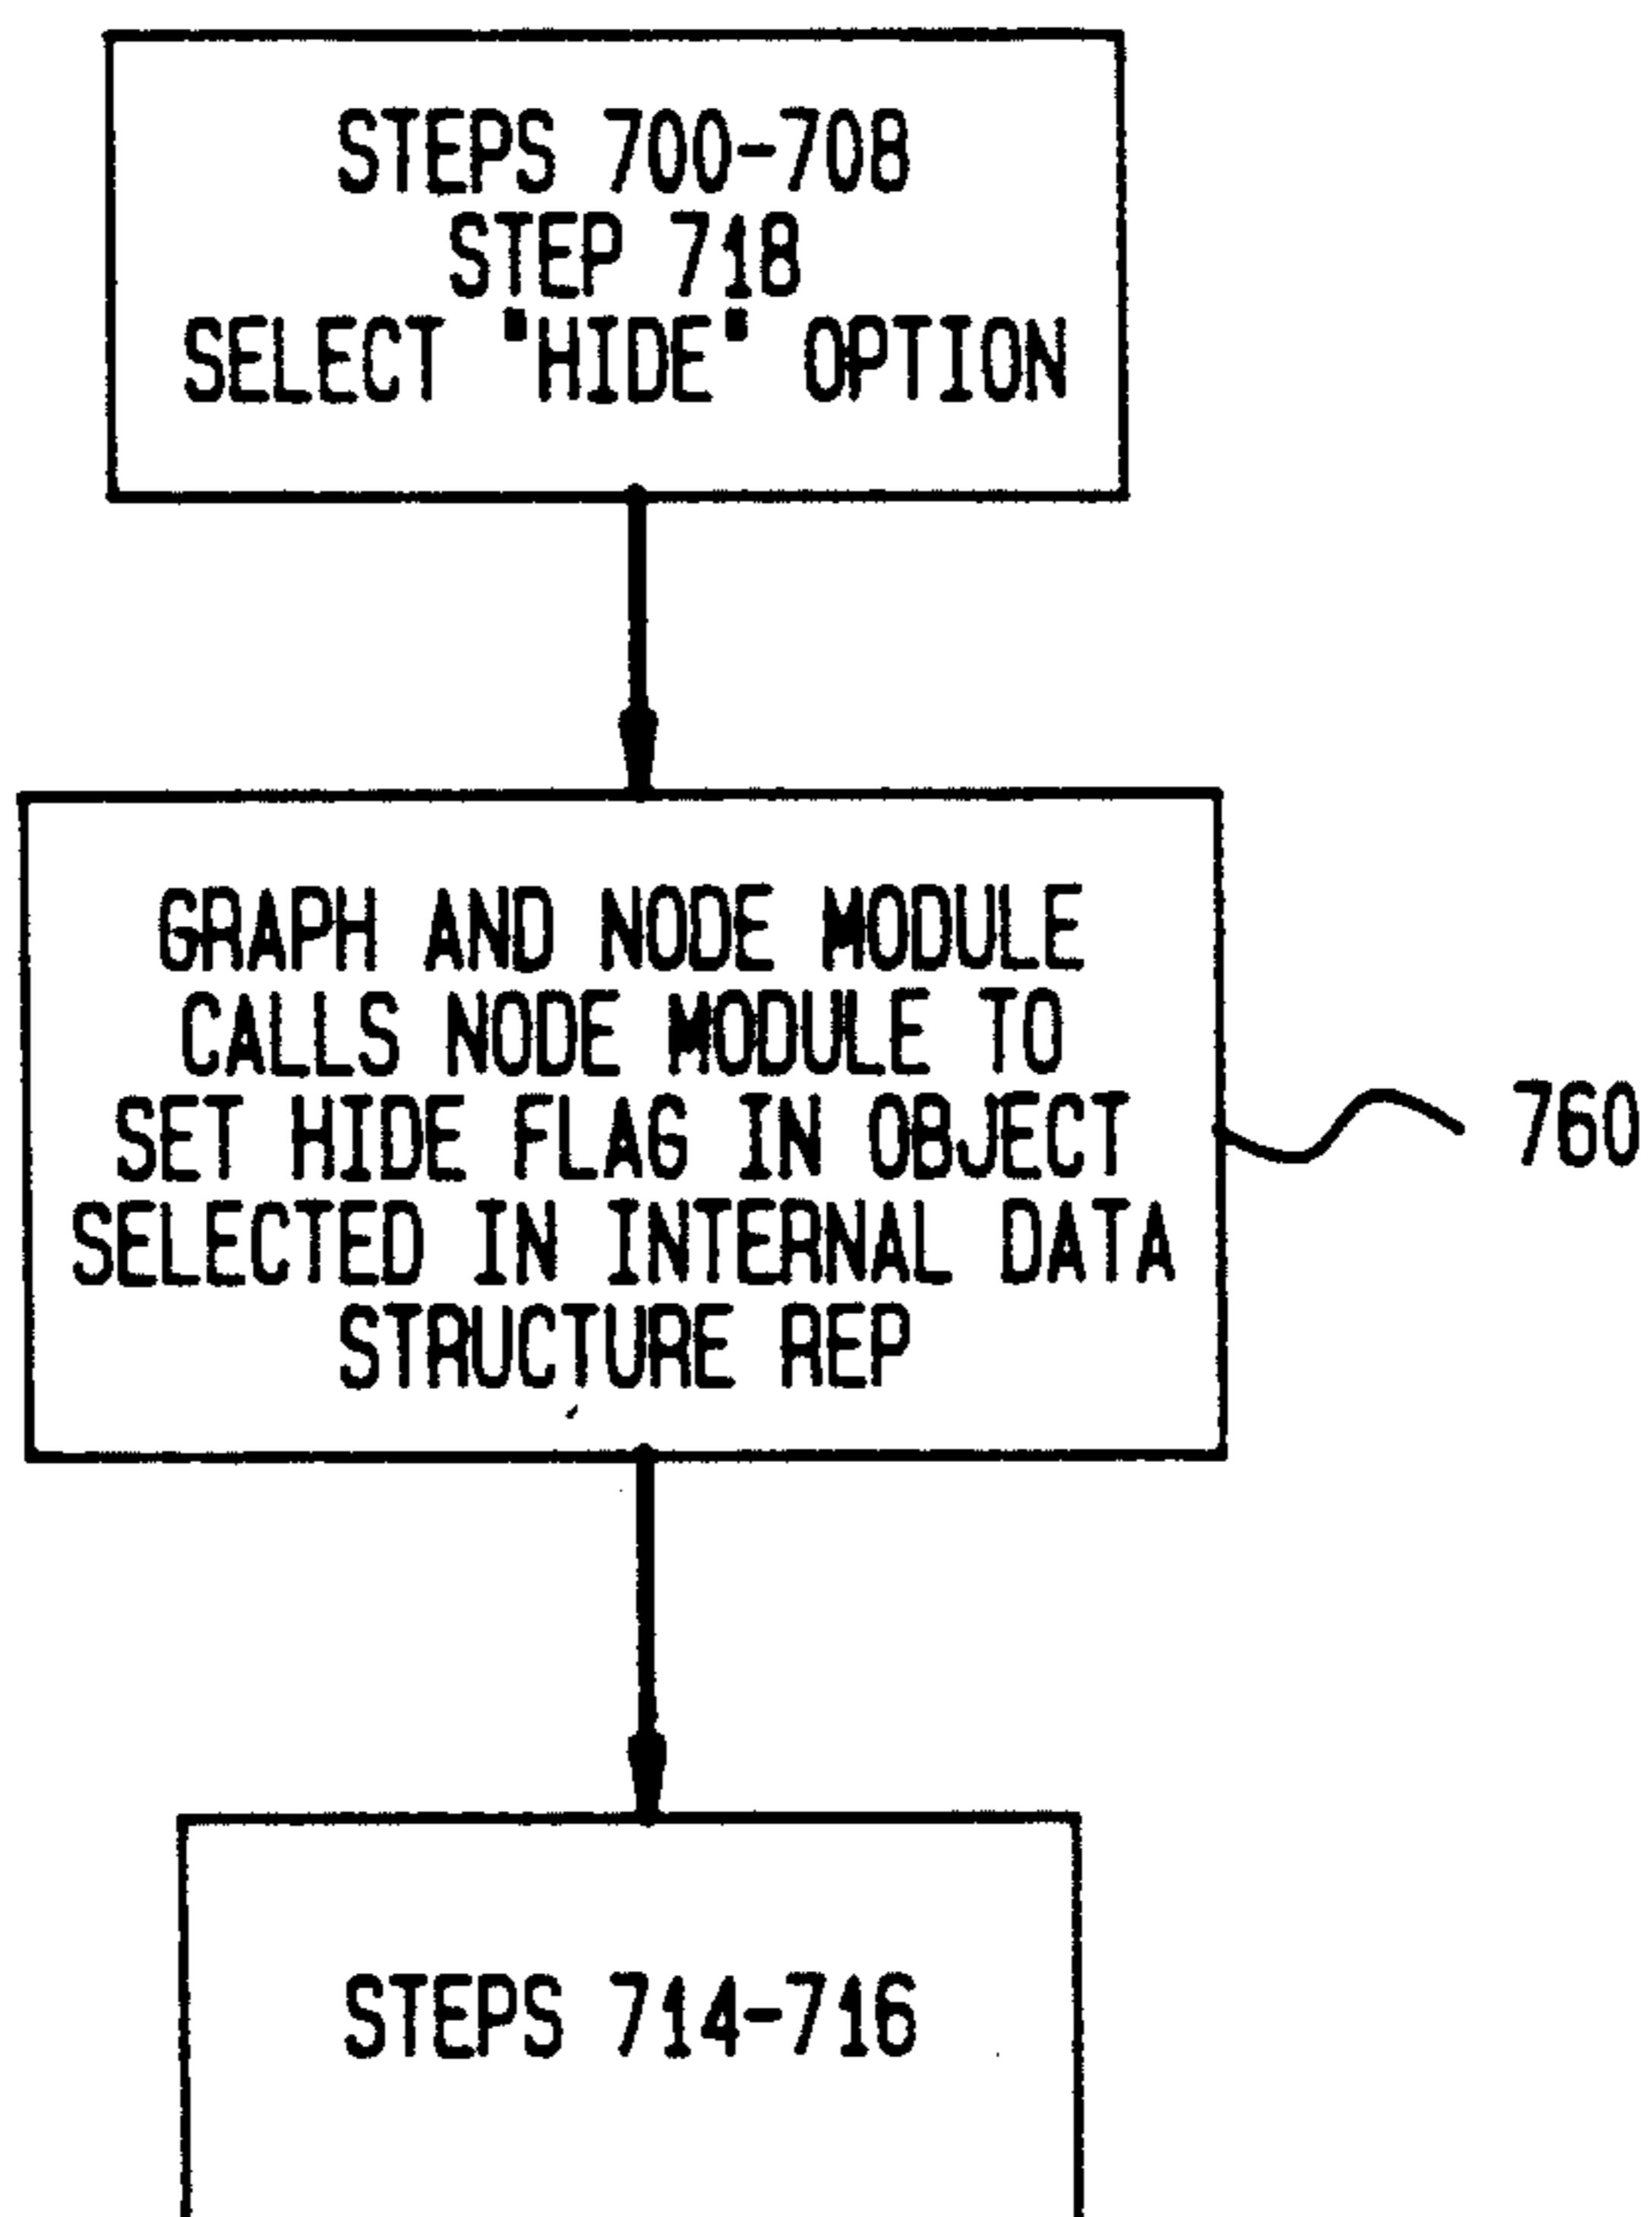 STEPS 700-708
STEP 718
SELECT "HIDE" OPTION
GRAPH AND NODE MODULE
CALLS NODE MODULE TO
SET HIDE FLAG IN OBJECT
SELECTED IN INTERNAL DATA
STRUCTURE REP
760
STEPS 714-716